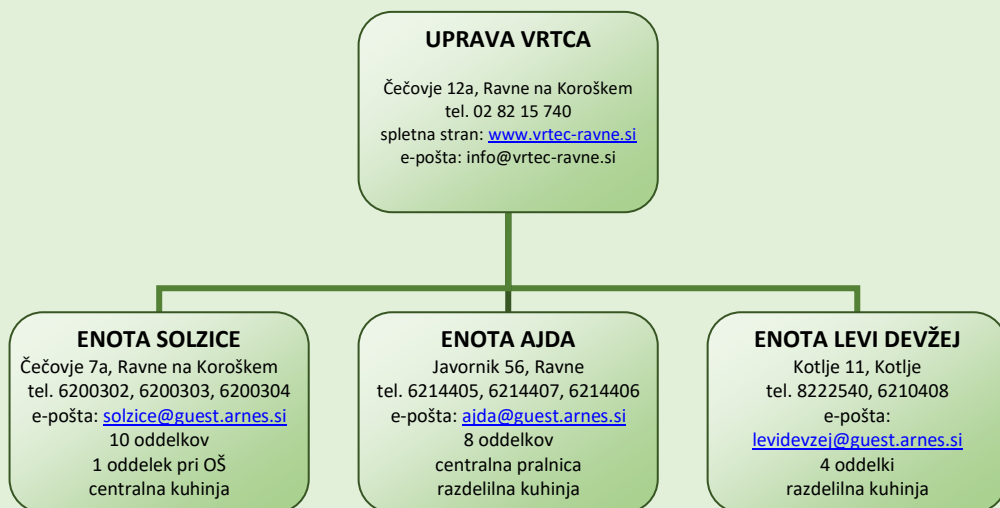 UPRAVA VRTCA
Čečovje 12a, Ravne na Koroškem
tel. 02 82 15 740
spletna stran: www.vrtec-ravne.si
e-pošta: info@vrtec-ravne.si
ENOTA SOLZICE
Čečovje 7a, Ravne na Koroškem
tel. 6200302, 6200303, 6200304
e-pošta: solzice@guest.arnes.si
10 oddelkov
1 oddelek pri OŠ
centralna kuhinja
ENOTA AJDA
Javornik 56, Ravne
tel. 6214405, 6214407, 6214406
e-pošta: ajda@guest.arnes.si
8 oddelkov
centralna pralnica
razdelilna kuhinja
ENOTA LEVI DEVŽEJ
Kotlje 11, Kotlje
tel. 8222540, 6210408
e-pošta:
levidevzej@guest.arnes.si
4 oddelki
razdelilna kuhinja